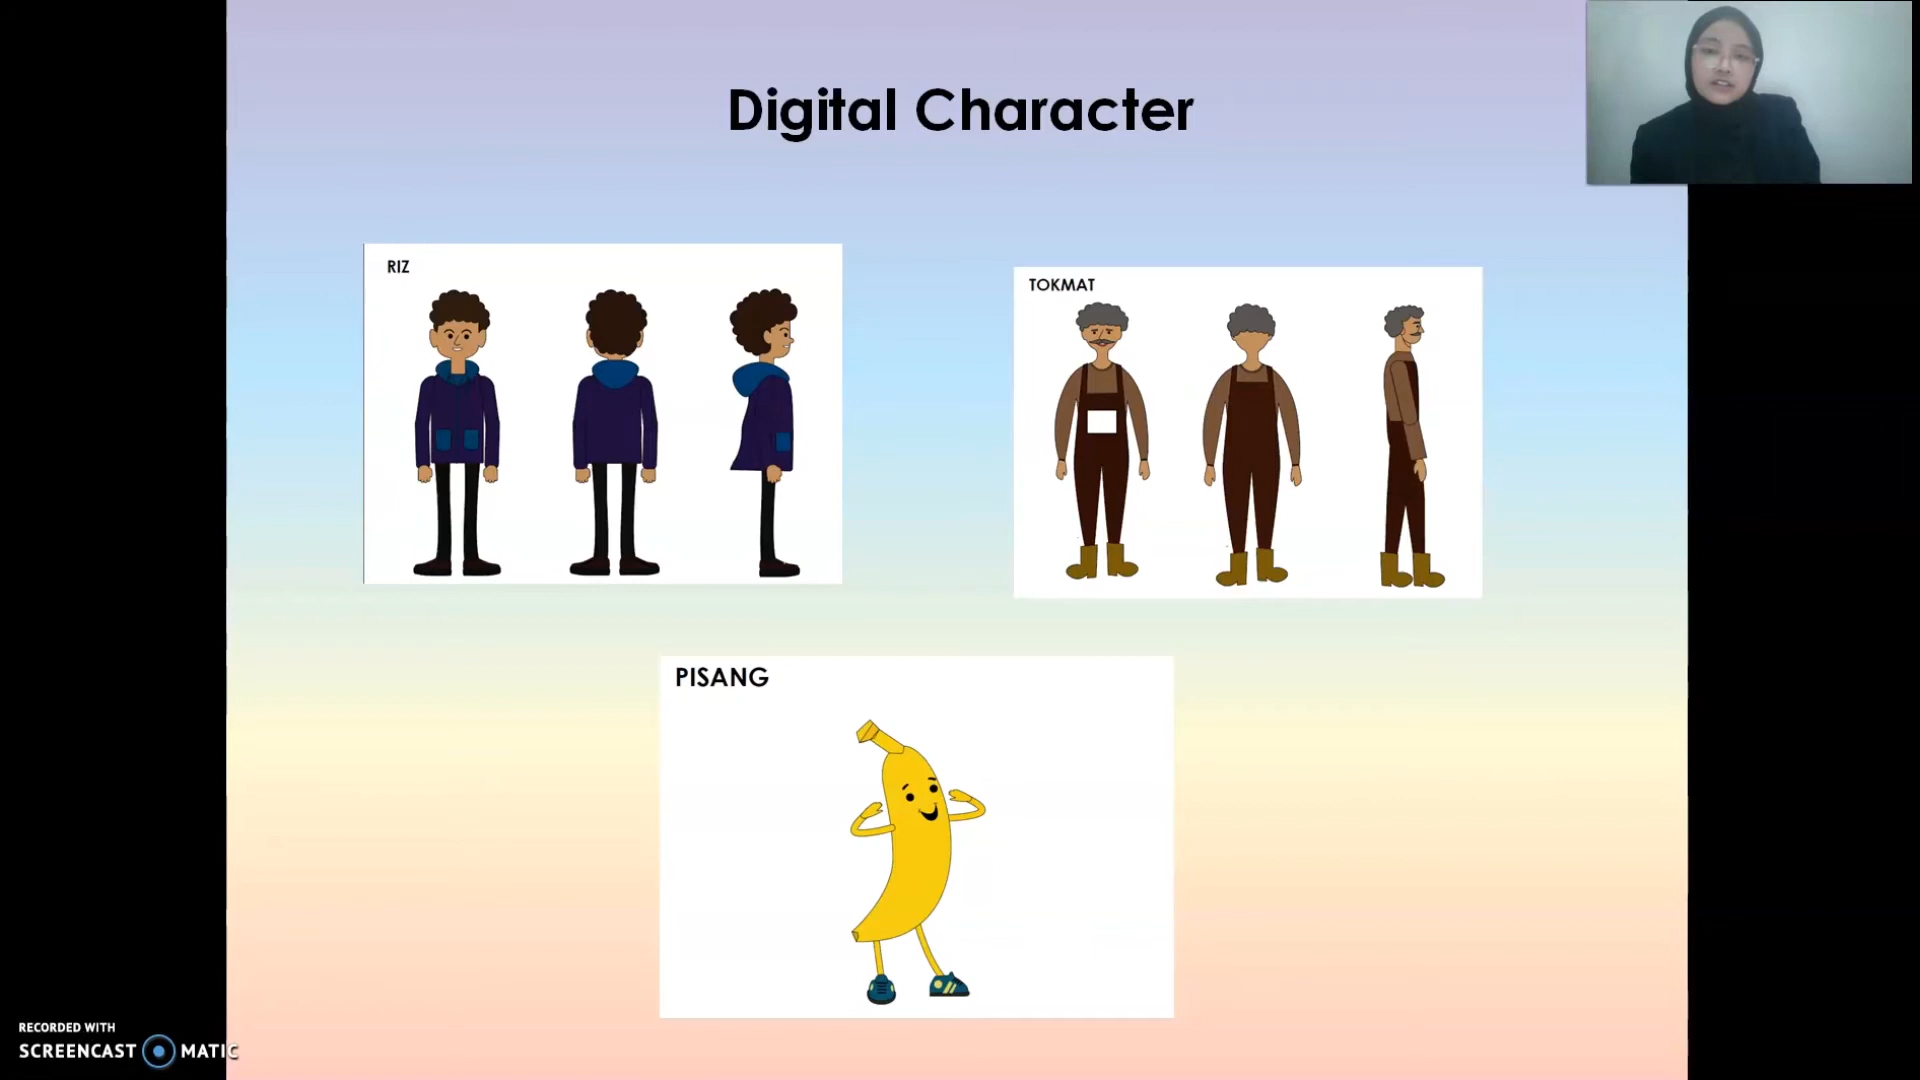 Digital Character
RIZ
TOKMAT
PISANG
RECORDED WITH
SCREENCAST MATIC